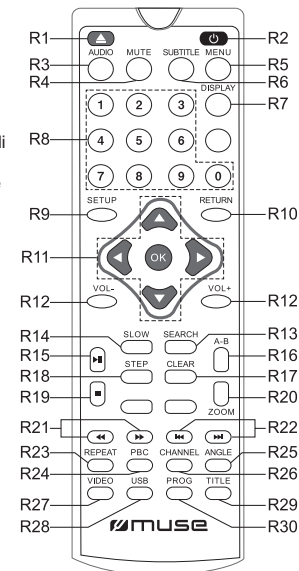 R1
R2
AUDIO MUTE SUBTITLE MENU
R3
R4
R5
R6
DISPLAY
R7
1 2 3
R8
4 5 6
7 8 9 0
SETUP RETURN
R9
R10
R11
OK
VOL- VOL+
R12
R12
SLOW SEARCH
R13
R14
A-B
R15
R16
STEP CLEAR
R18
R17
R19
R20
ZOOM
R21
R22
REPEAT PBC CHANNEL ANGLE
R23
R25
R24
R26
VIDEO USB PROG TITLE
R27
R29
R28
R30
muse